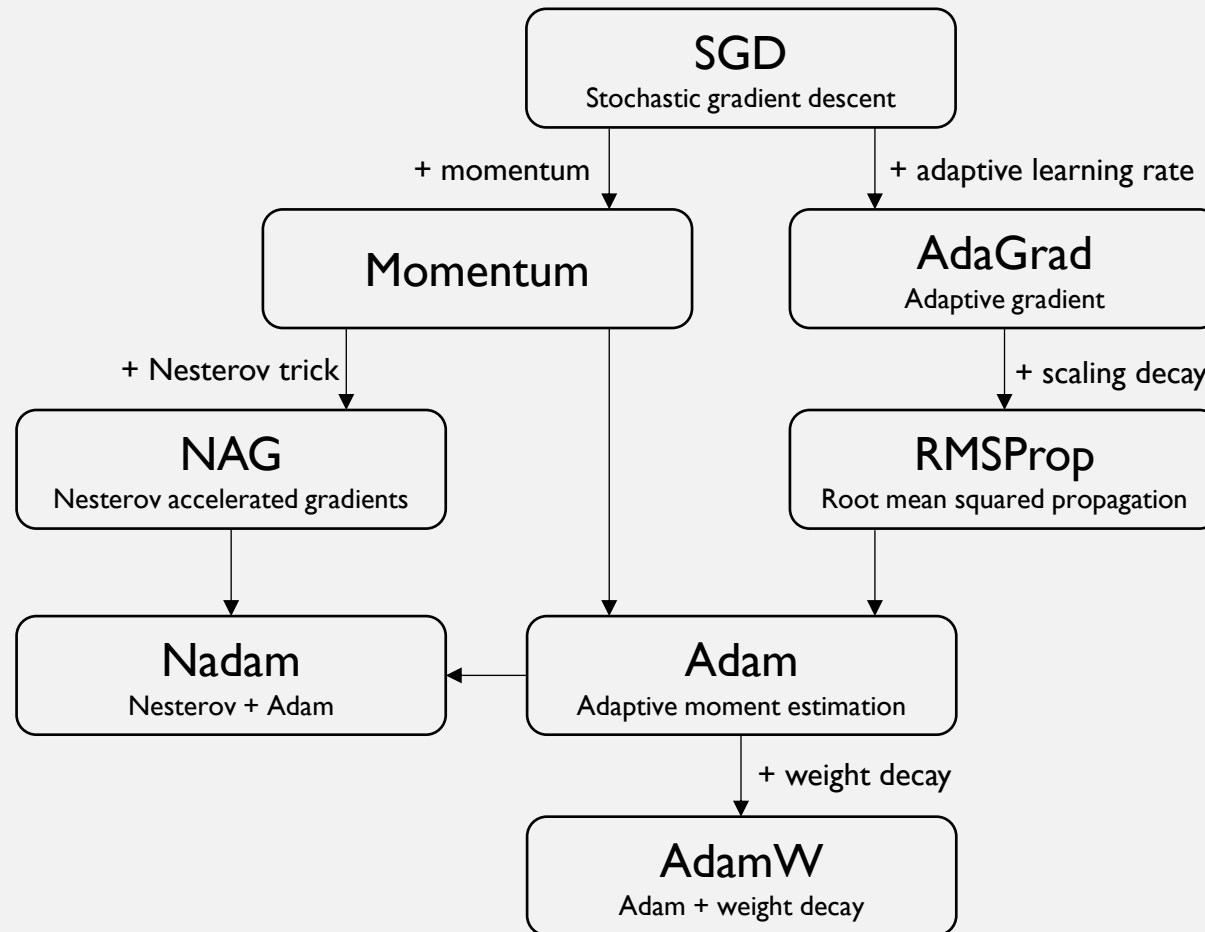 SGD
Stochastic gradient descent
+ momentum
+ adaptive learning rate
Momentum
AdaGrad
Adaptive gradient
+ Nesterov trick
+ scaling decay
NAG
Nesterov accelerated gradients
RMSProp
Root mean squared propagation
Nadam
Nesterov + Adam
Adam
Adaptive moment estimation
+ weight decay
AdamW
Adam + weight decay